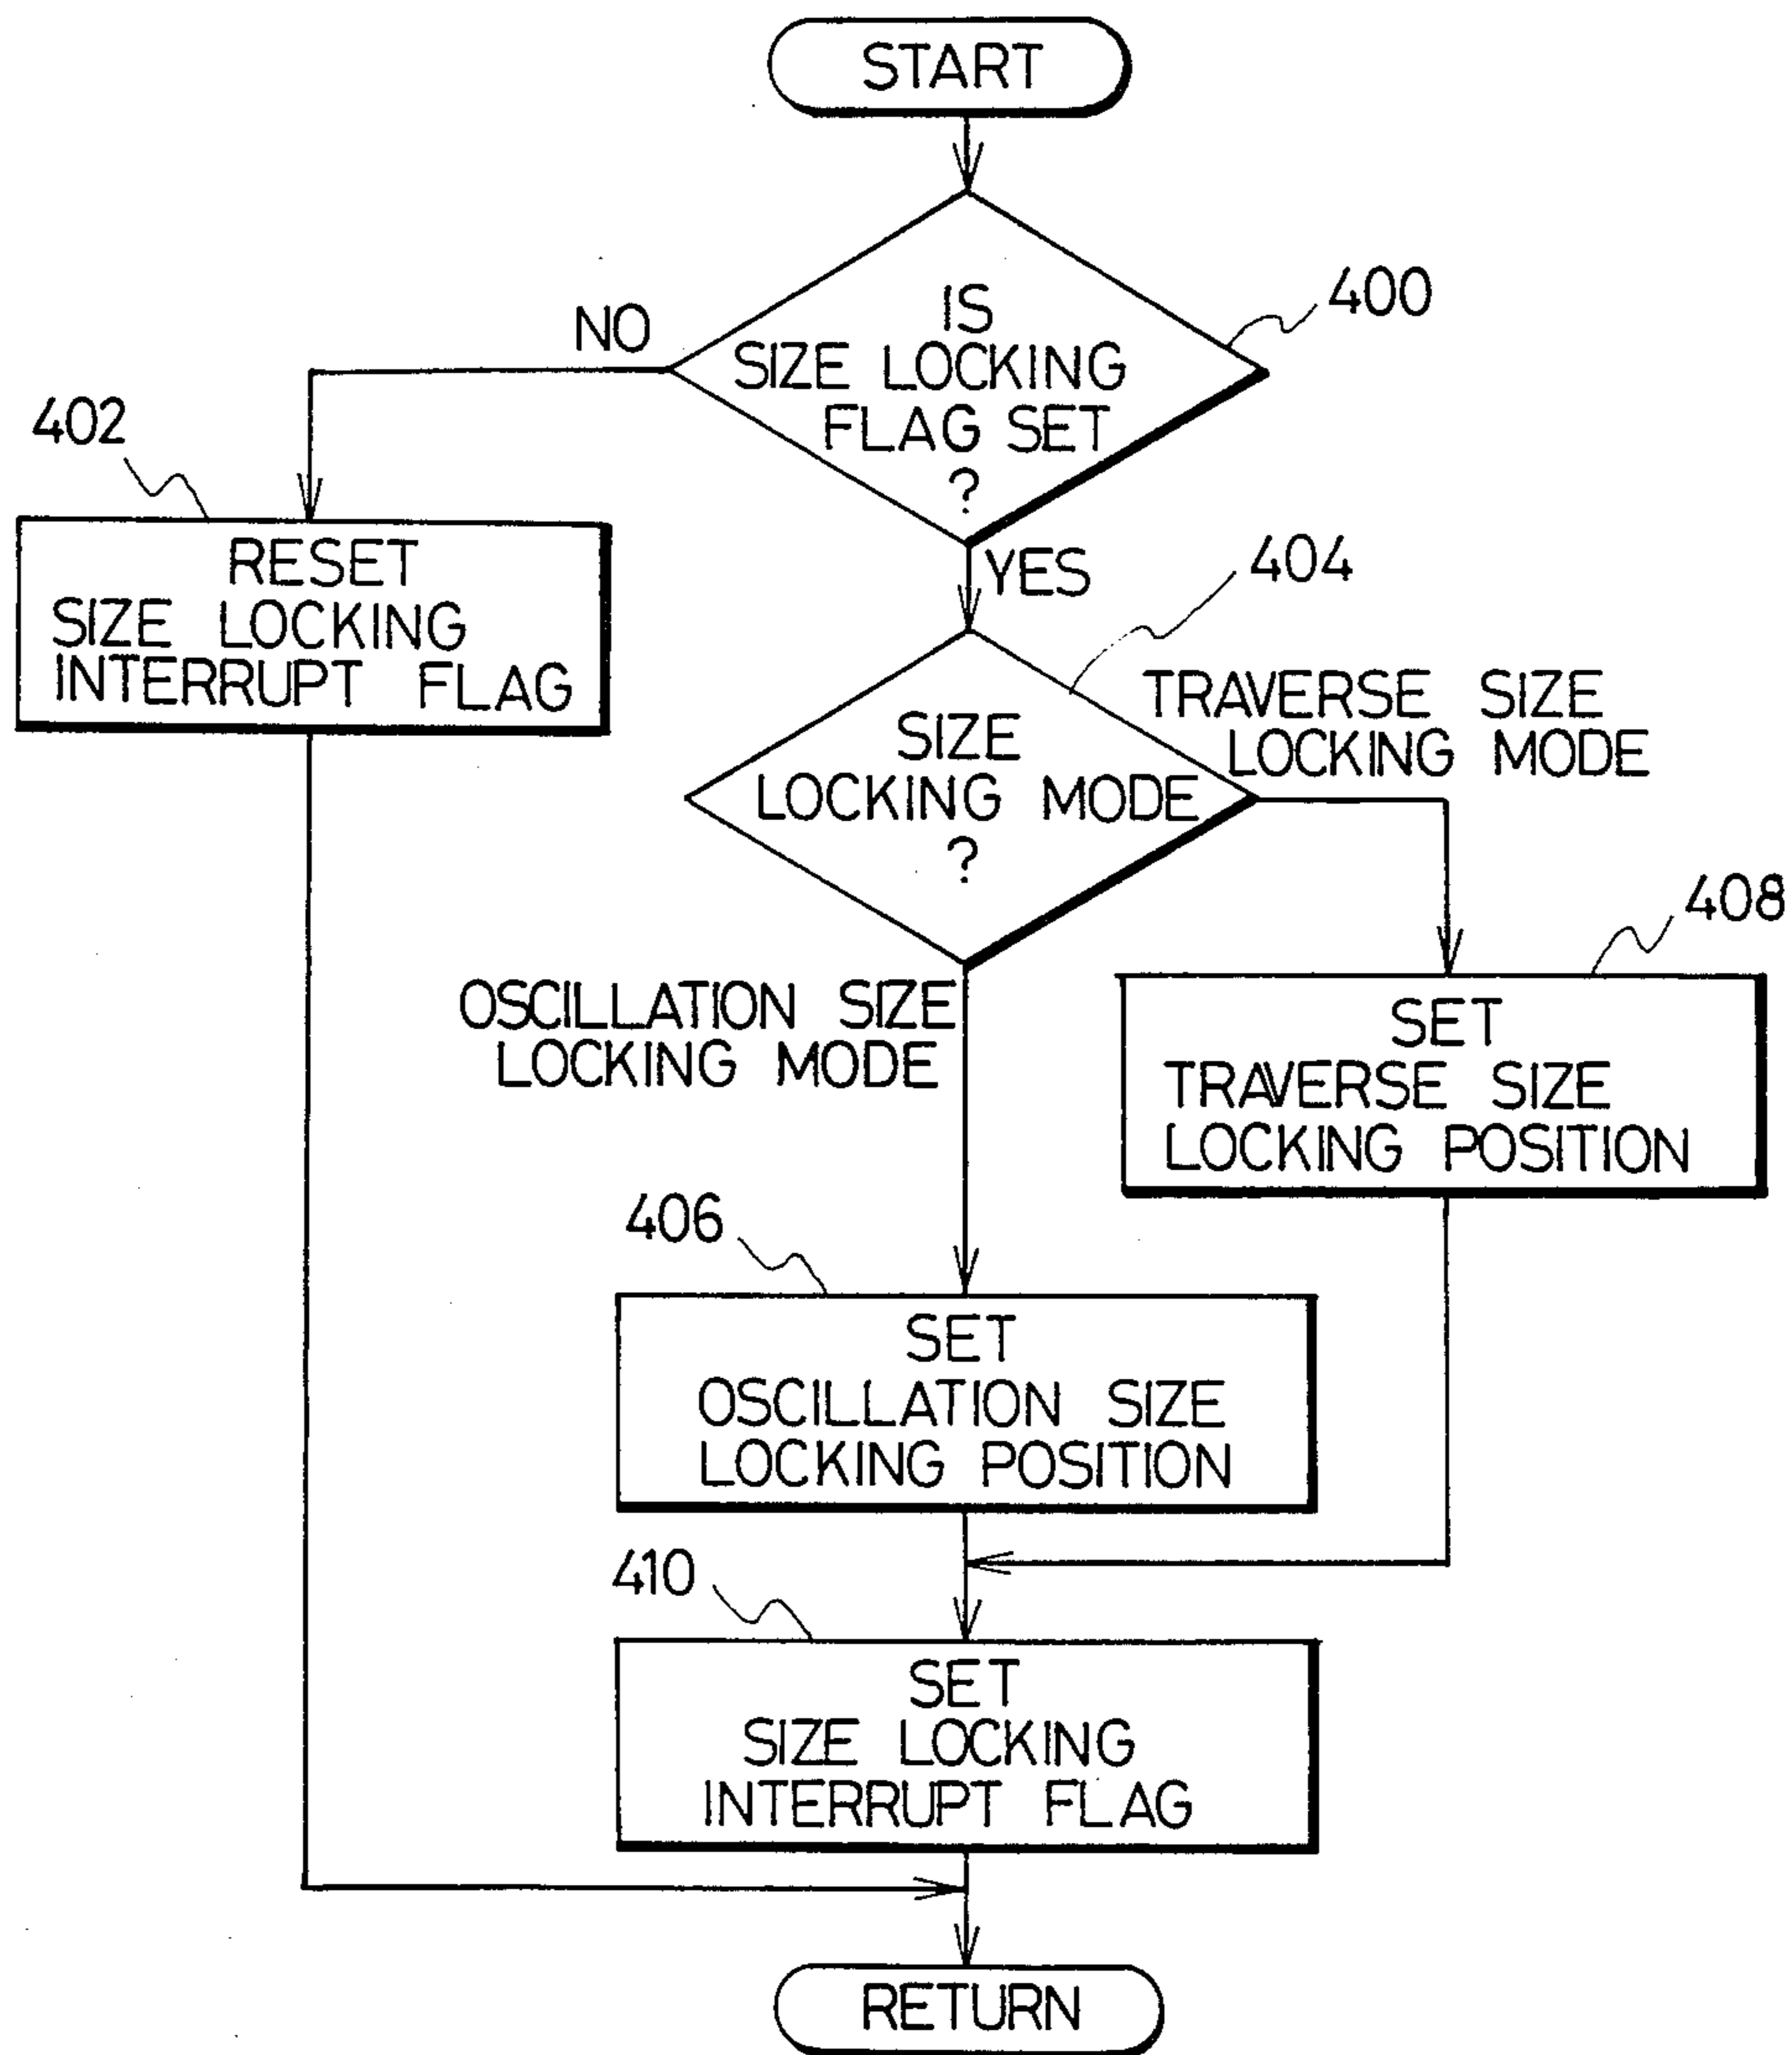 START
IS
SIZE LOCKING
FLAG SET
?
400
NO
402
RESET
SIZE LOCKING
INTERRUPT FLAG
YES
404
SIZE
LOCKING MODE
?
TRAVERSE SIZE
LOCKING MODE
408
OSCILLATION SIZE
LOCKING MODE
SET
TRAVERSE SIZE
LOCKING POSITION
406
SET
OSCILLATION SIZE
LOCKING POSITION
410
SET
SIZE LOCKING
INTERRUPT FLAG
RETURN